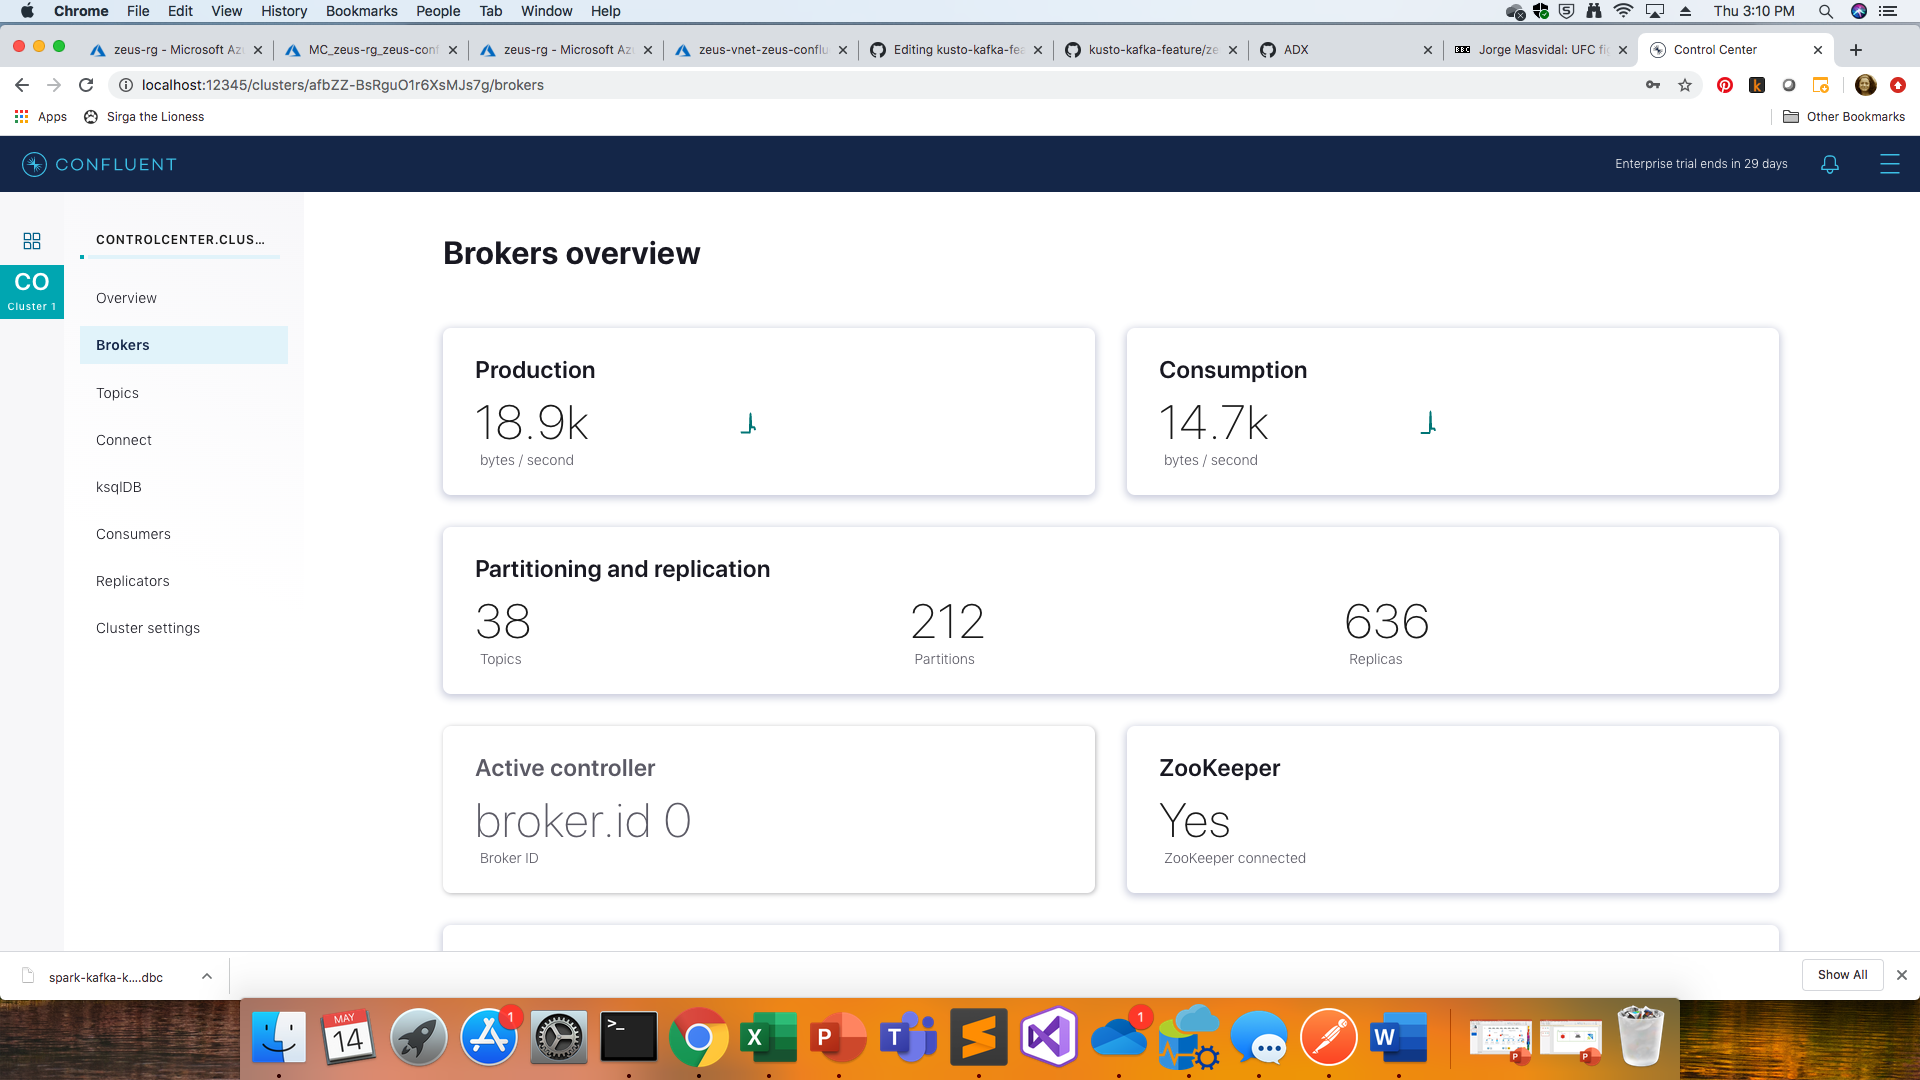 Chrome File Edit View History Bookmarks People Tab Window Help Thu 3:10 PM
zeus-rg - Microsoft Az MC_zeus-rg_zeus-conf zeus-rg - Microsoft Az zeus-vnet-zeus-conflu Editing kusto-kafka-fea kusto-kafka-feature/ze ADX BBC Jorge Masvidal: UFC fig Control Center
localhost:12345/clusters/afbZZ-BsRguO1r6XsMJs7g/brokers
Apps Sirga the Lioness Other Bookmarks
CONFLUENT Enterprise trial ends in 29 days
CONTROLCENTER.CLUS...
CO
Cluster 1
Overview
Brokers
Topics
Connect
ksqlDB
Consumers
Replicators
Cluster settings
Brokers overview
Production
18.9k
bytes / second
Consumption
14.7k
bytes / second
Partitioning and replication
38 212 636
Topics Partitions Replicas
Active controller
broker.id 0
Broker ID
ZooKeeper
Yes
ZooKeeper connected
spark-kafka-k....dbc Show All
MAY
14
1
>_
X
P
T
1
W
P
P